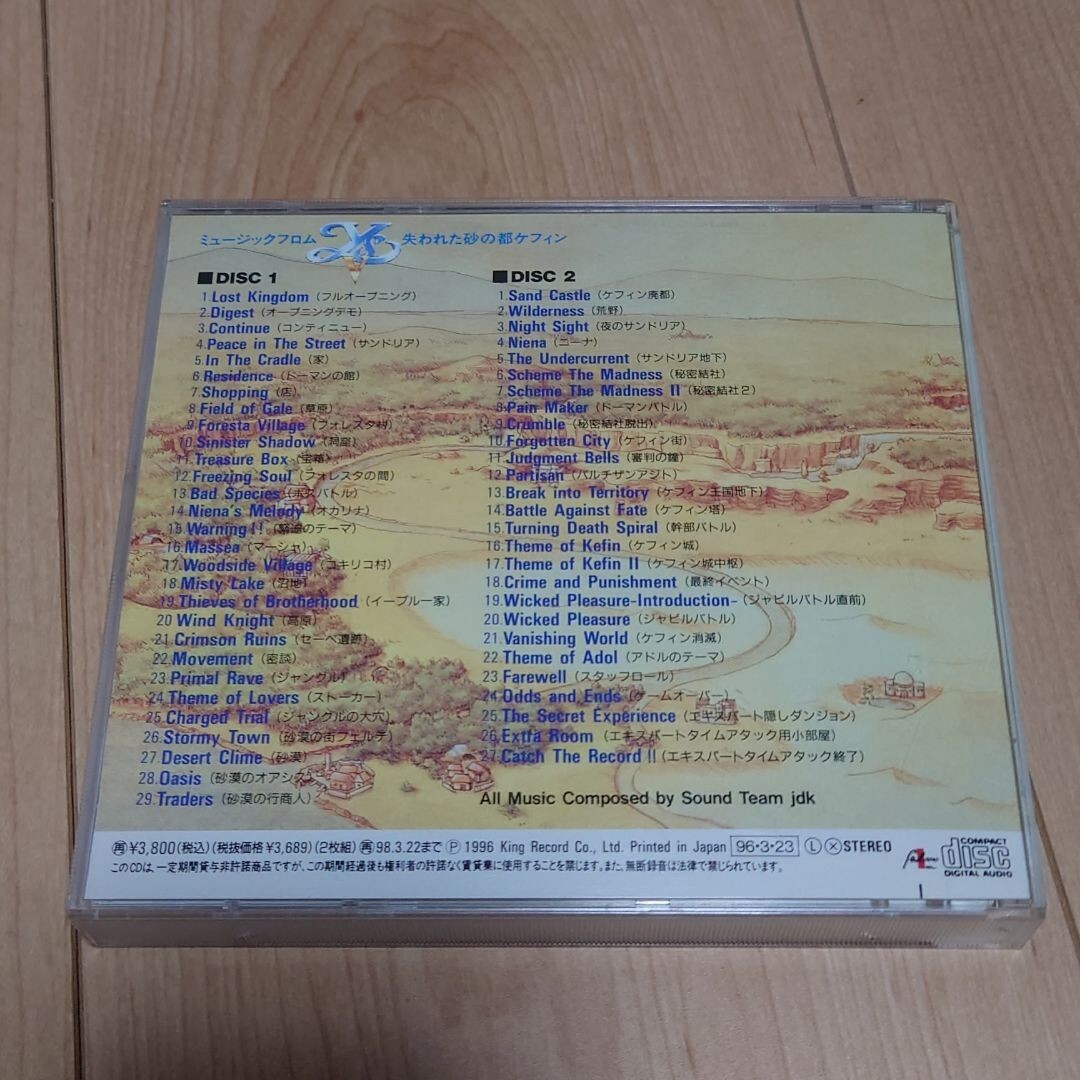 ミュージックフロム Ys V 失われた砂の都ケフィン
■DISC 1
1.Lost Kingdom（フルオープニング）
2.Digest（オープニングデモ）
3.Continue（コンティニュー）
4.Peace in The Street（サンドリア）
5.In The Cradle（家）
6.Residence（ドーマンの館）
7.Shopping（店）
8.Field of Gale（草原）
9.Foresta Village（フォレスタ村）
10.Sinister Shadow（洞窟）
11.Treasure Box（宝箱）
12.Freezing Soul（フォレスタの間）
13.Bad Species（ボスバトル）
14.Niena's Melody（オカリナ）
15.Warning!!（緊迫のテーマ）
16.Massea（マーシャ）
17.Woodside Village（コキリコ村）
18.Misty Lake（沼地）
19.Thieves of Brotherhood（イーブル一家）
20.Wind Knight（高原）
21.Crimson Ruins（セーベ遺跡）
22.Movement（密談）
23.Primal Rave（ジャングル）
24.Theme of Lovers（ストーカー）
25.Charged Trial（ジャングルの大穴）
26.Stormy Town（砂漠の街フェルテ）
27.Desert Clime（砂漠）
28.Oasis（砂漠のオアシス）
29.Traders（砂漠の行商人）
■DISC 2
1.Sand Castle（ケフィン廃都）
2.Wilderness（荒野）
3.Night Sight（夜のサンドリア）
4.Niena（ニーナ）
5.The Undercurrent（サンドリア地下）
6.Scheme The Madness（秘密結社）
7.Scheme The Madness II（秘密結社2）
8.Pain Maker（ドーマンバトル）
9.Crumble（秘密結社脱出）
10.Forgotten City（ケフィン街）
11.Judgment Bells（審判の鐘）
12.Partisan（パルチザンアジト）
13.Break into Territory（ケフィン王国地下）
14.Battle Against Fate（ケフィン塔）
15.Turning Death Spiral（幹部バトル）
16.Theme of Kefin（ケフィン城）
17.Theme of Kefin II（ケフィン城中枢）
18.Crime and Punishment（最終イベント）
19.Wicked Pleasure-Introduction-（ジャビルバトル直前）
20.Wicked Pleasure（ジャビルバトル）
21.Vanishing World（ケフィン消滅）
22.Theme of Adol（アドルのテーマ）
23.Farewell（スタッフロール）
24.Odds and Ends（ゲームオーバー）
25.The Secret Experience（エキスパート隠しダンジョン）
26.Extra Room（エキスパートタイムアタック用小部屋）
27.Catch The Record!!（エキスパートタイムアタック終了）
All Music Composed by Sound Team jdk
㊢¥3,800(税込)(税抜価格¥3,689)(2枚組)㊢98.3.22まで Ⓟ 1996 King Record Co., Ltd. Printed in Japan 96・3・23 Ⓛ ⓧ STEREO
このCDは、一定期間貸与非許諾商品ですが、この期間経過後も権利者の許諾なく賃貸業に使用することを禁じます。また、無断録音は法律で禁じられています。
COMPACT
disc
DIGITAL AUDIO